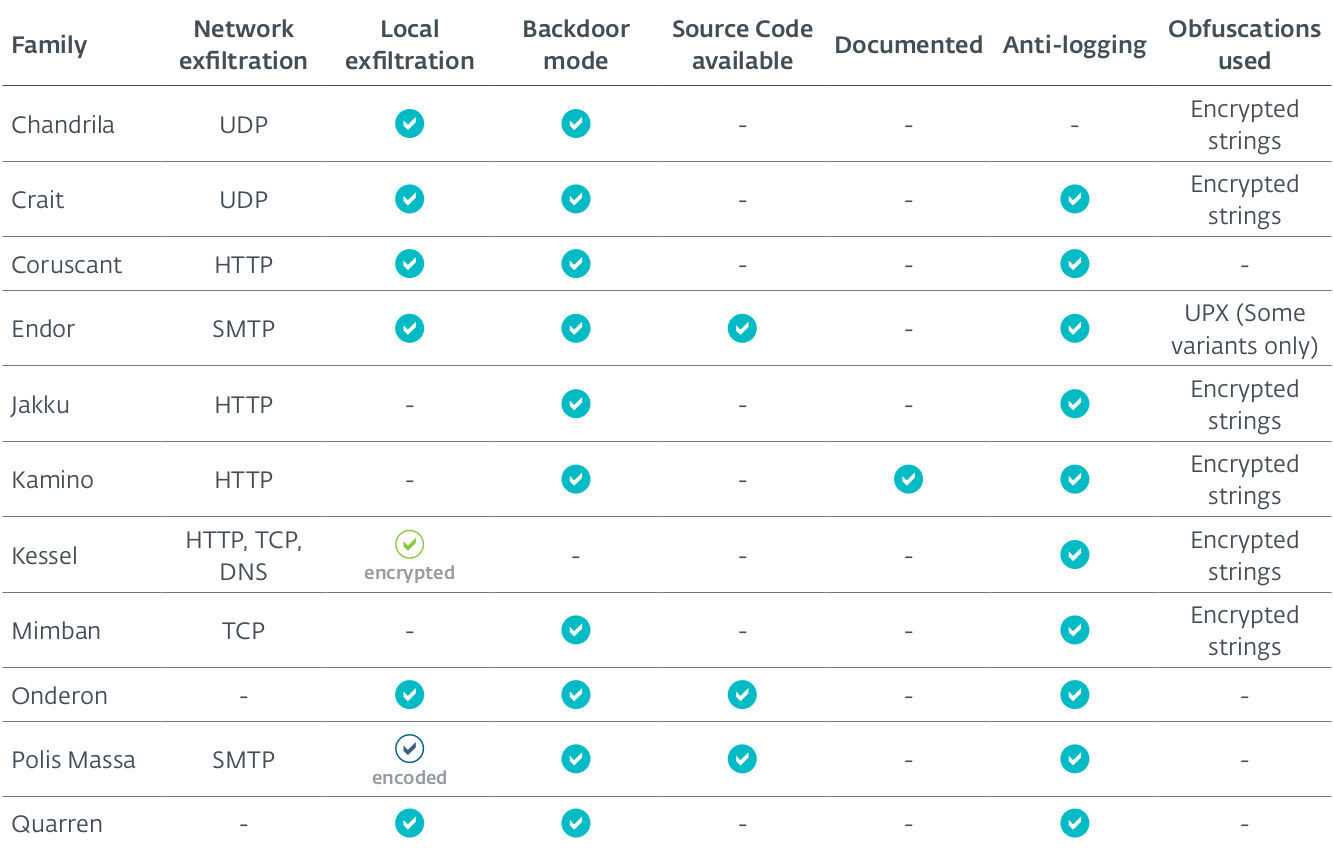 Family Network exfiltration Local exfiltration Backdoor mode Source Code available Documented Anti-logging Obfuscations used
Chandrila UDP - - - Encrypted strings
Crait UDP - - Encrypted strings
Coruscant HTTP - - -
Endor SMTP - UPX (Some variants only)
Jakku HTTP - - - Encrypted strings
Kamino HTTP - - Encrypted strings
Kessel HTTP, TCP, DNS encrypted - - - Encrypted strings
Mimban TCP - - - Encrypted strings
Onderon - - -
Polis Massa SMTP encoded - -
Quarren - - - -